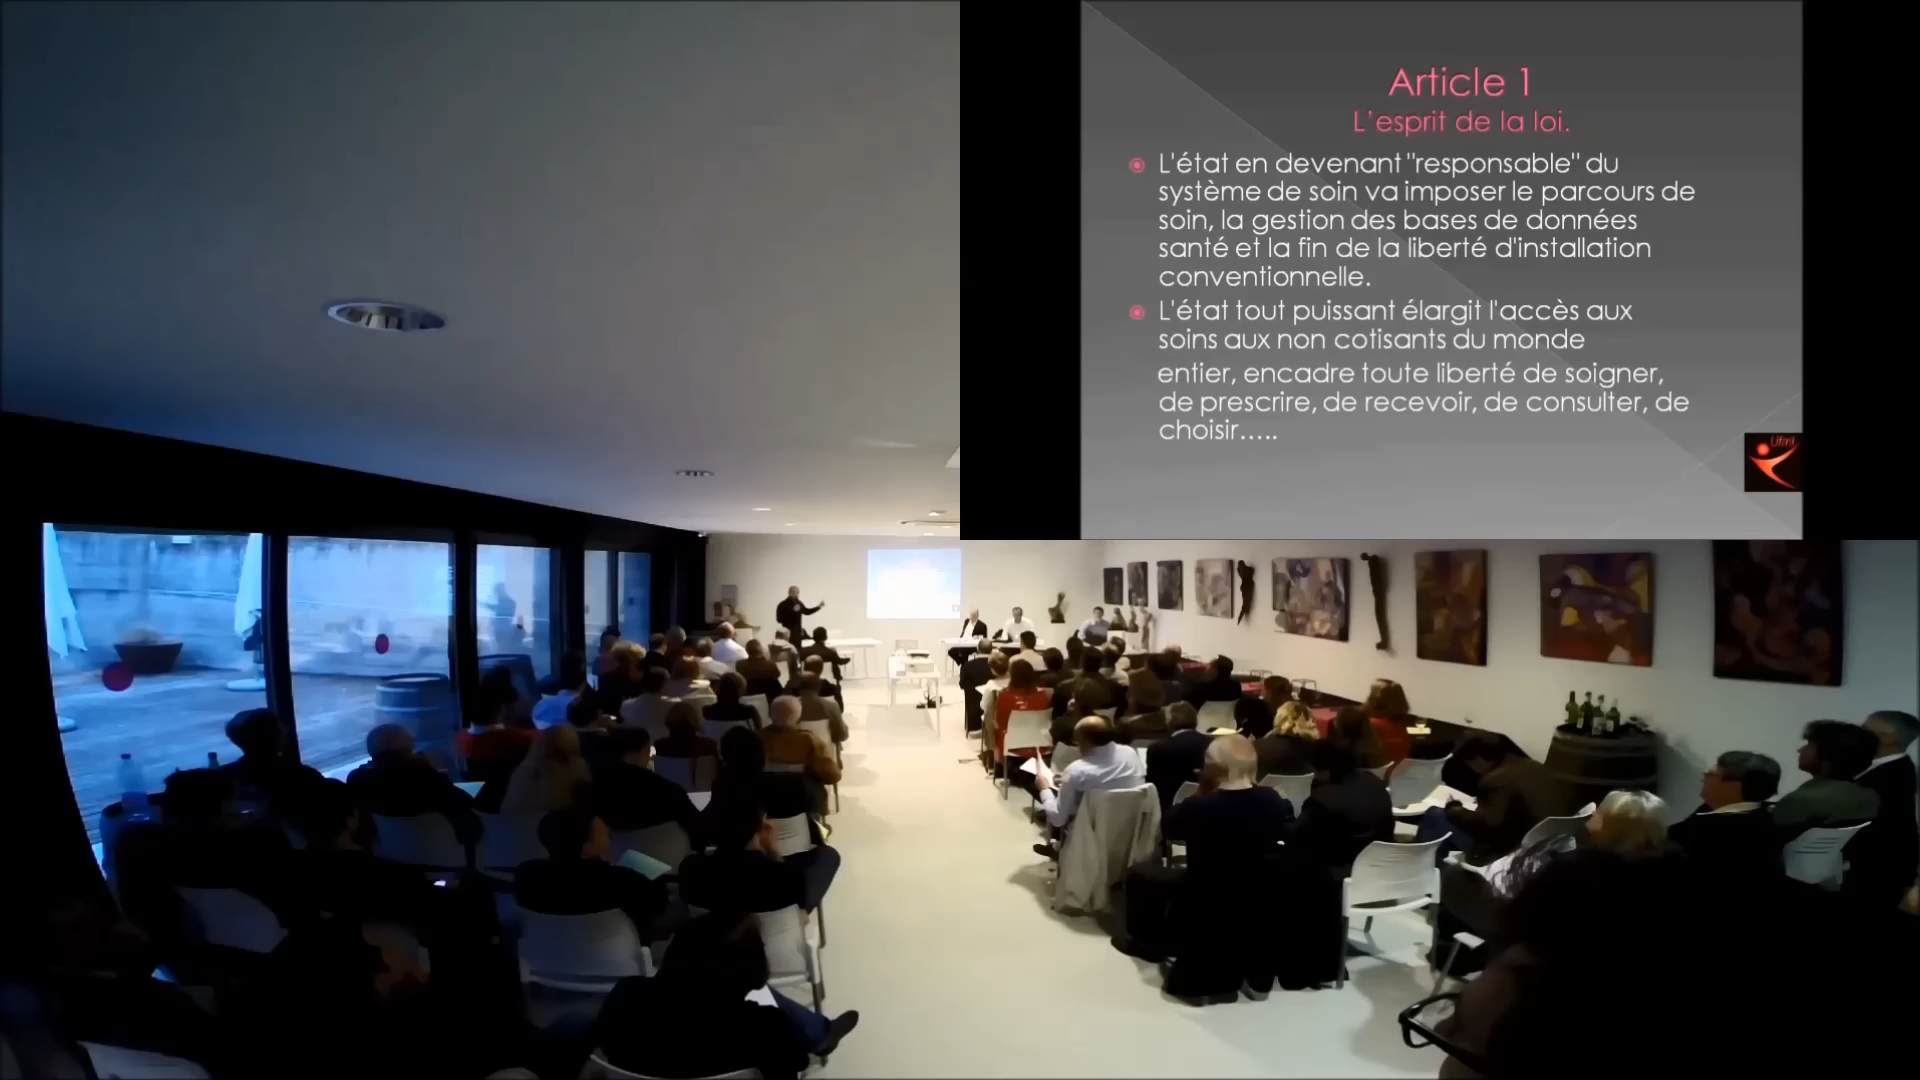 Article 1
L'esprit de la loi.
L'état en devenant "responsable" du
système de soin va imposer le parcours de
soin, la gestion des bases de données
santé et la fin de la liberté d'installation
conventionnelle.
L'état tout puissant élargit l'accès aux
soins aux non cotisants du monde
entier, encadre toute liberté de soigner,
de prescrire, de recevoir, de consulter, de
choisir.....